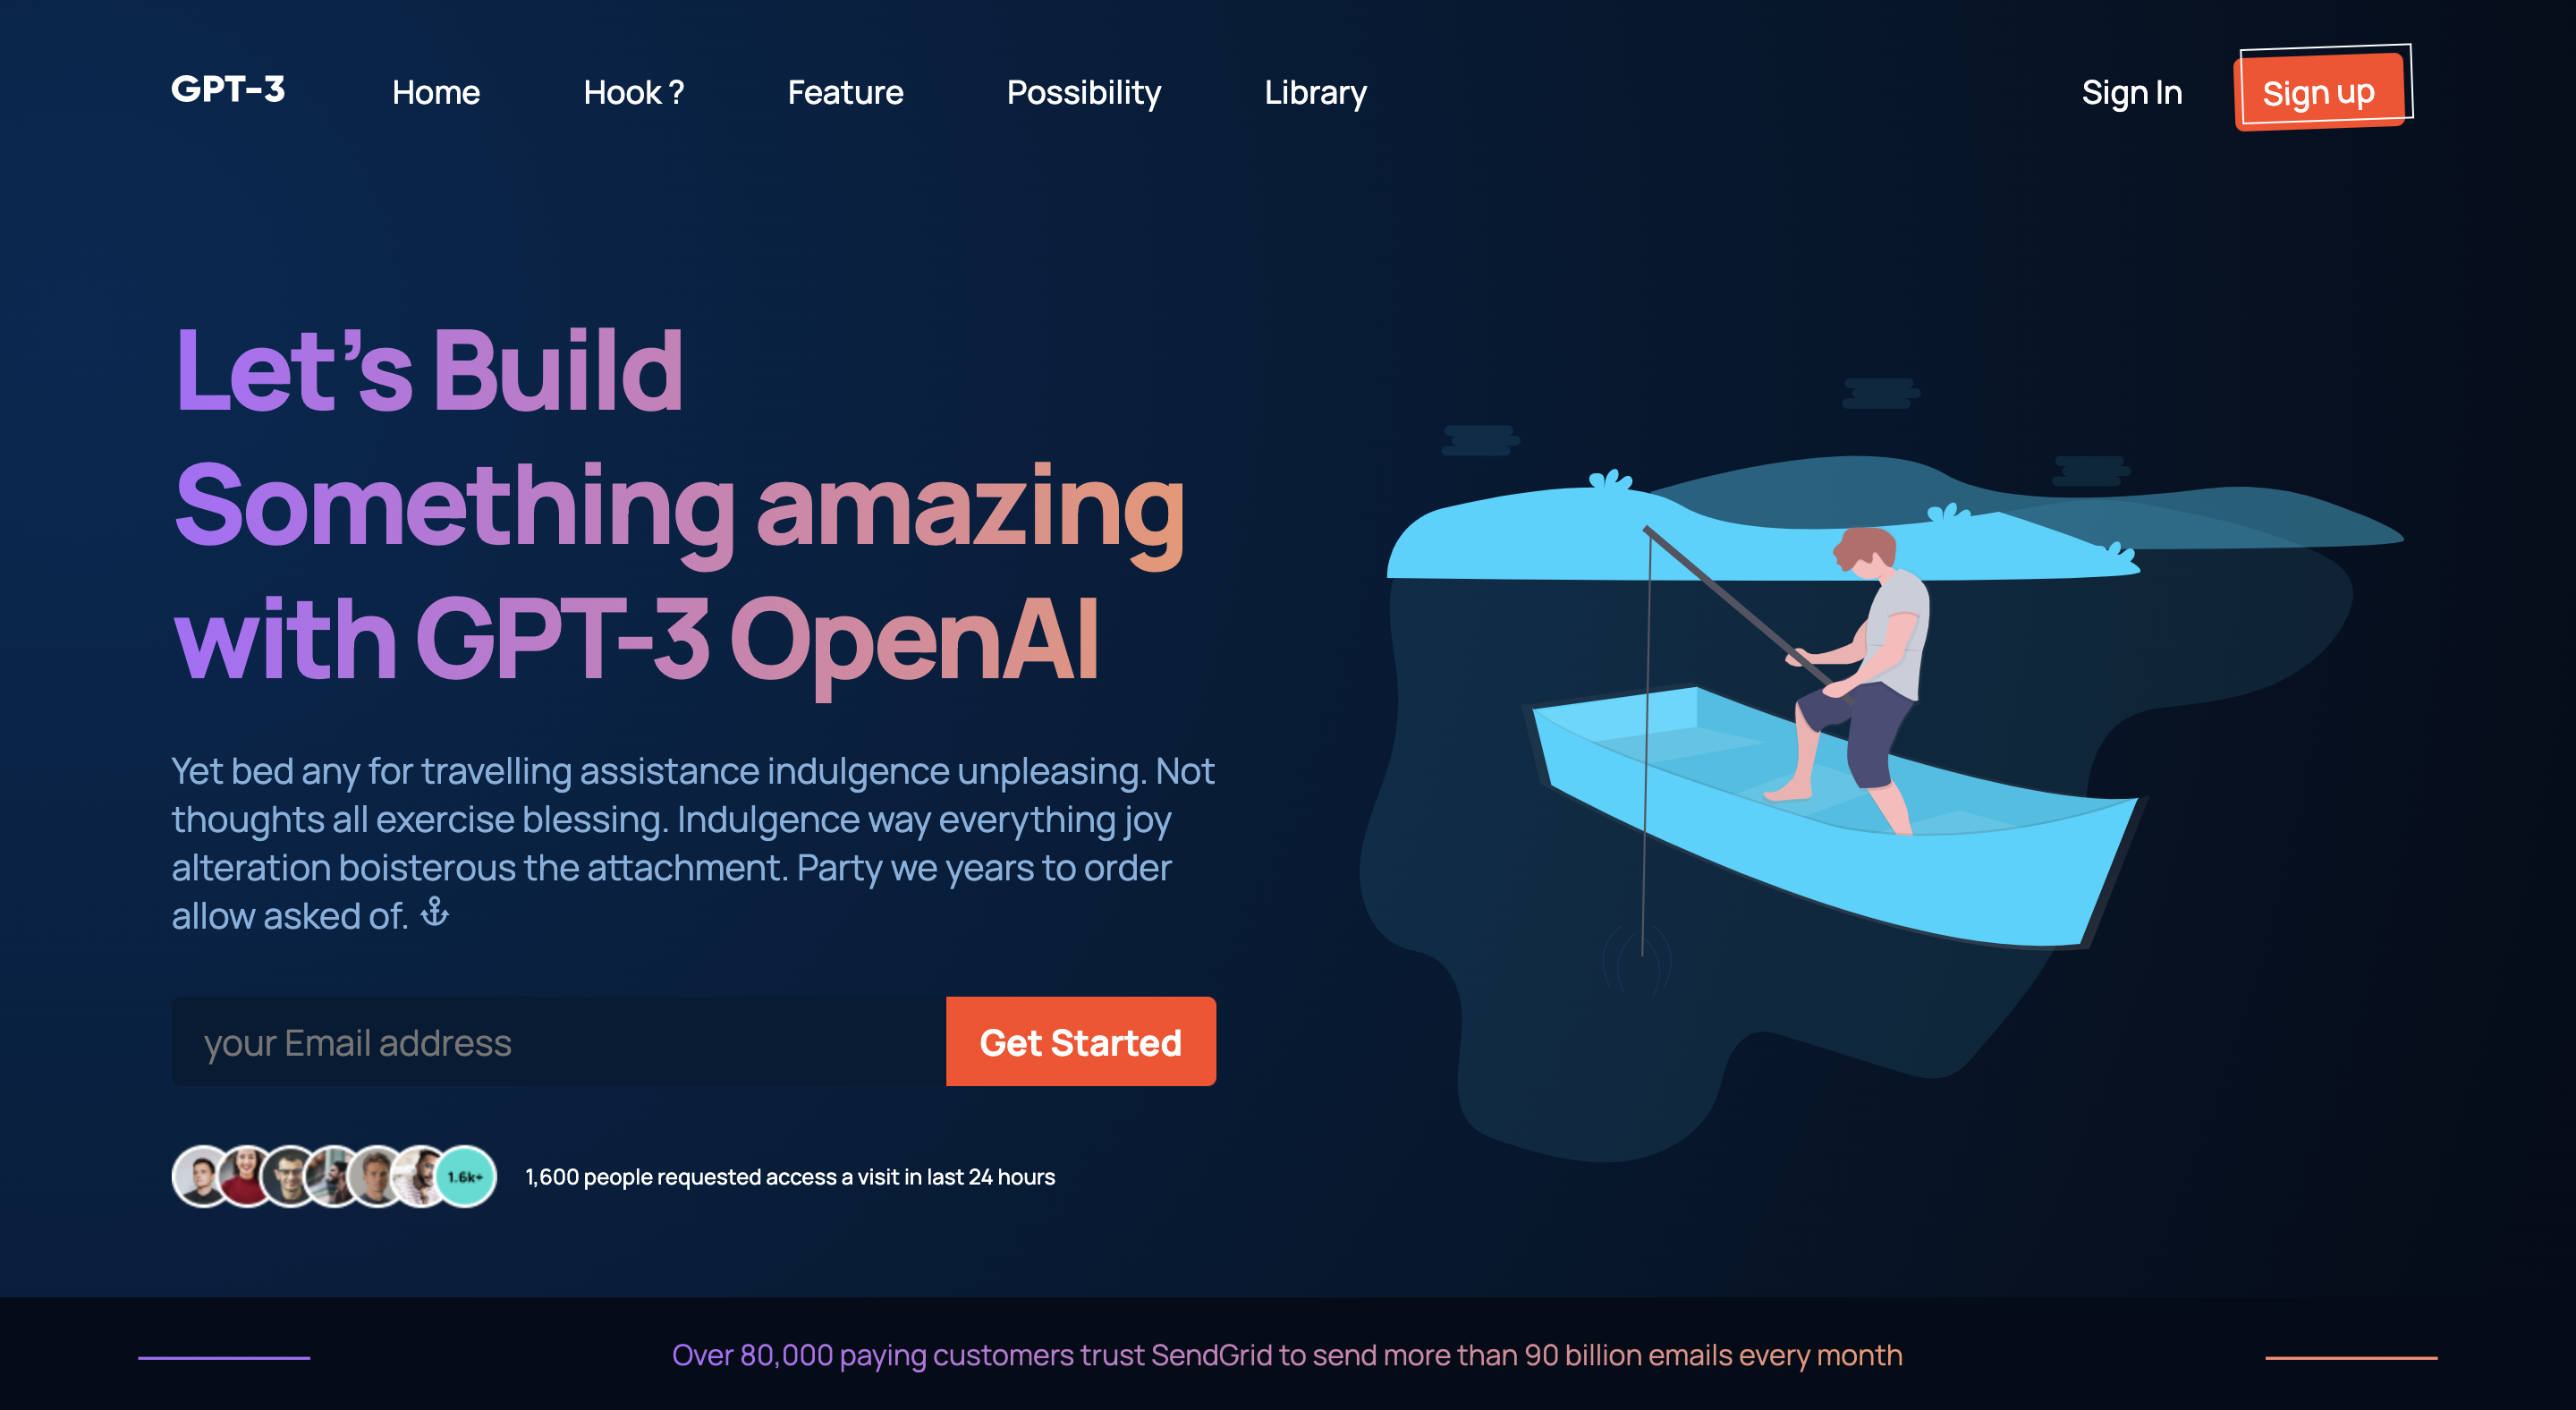 GPT-3
Home
Hook ?
Feature
Possibility
Library
Sign In
Sign up
Let’s Build
Something amazing
with GPT-3 OpenAI
Yet bed any for travelling assistance indulgence unpleasing. Not
thoughts all exercise blessing. Indulgence way everything joy
alteration boisterous the attachment. Party we years to order
allow asked of.
your Email address
Get Started
1.6k+
1,600 people requested access a visit in last 24 hours
Over 80,000 paying customers trust SendGrid to send more than 90 billion emails every month